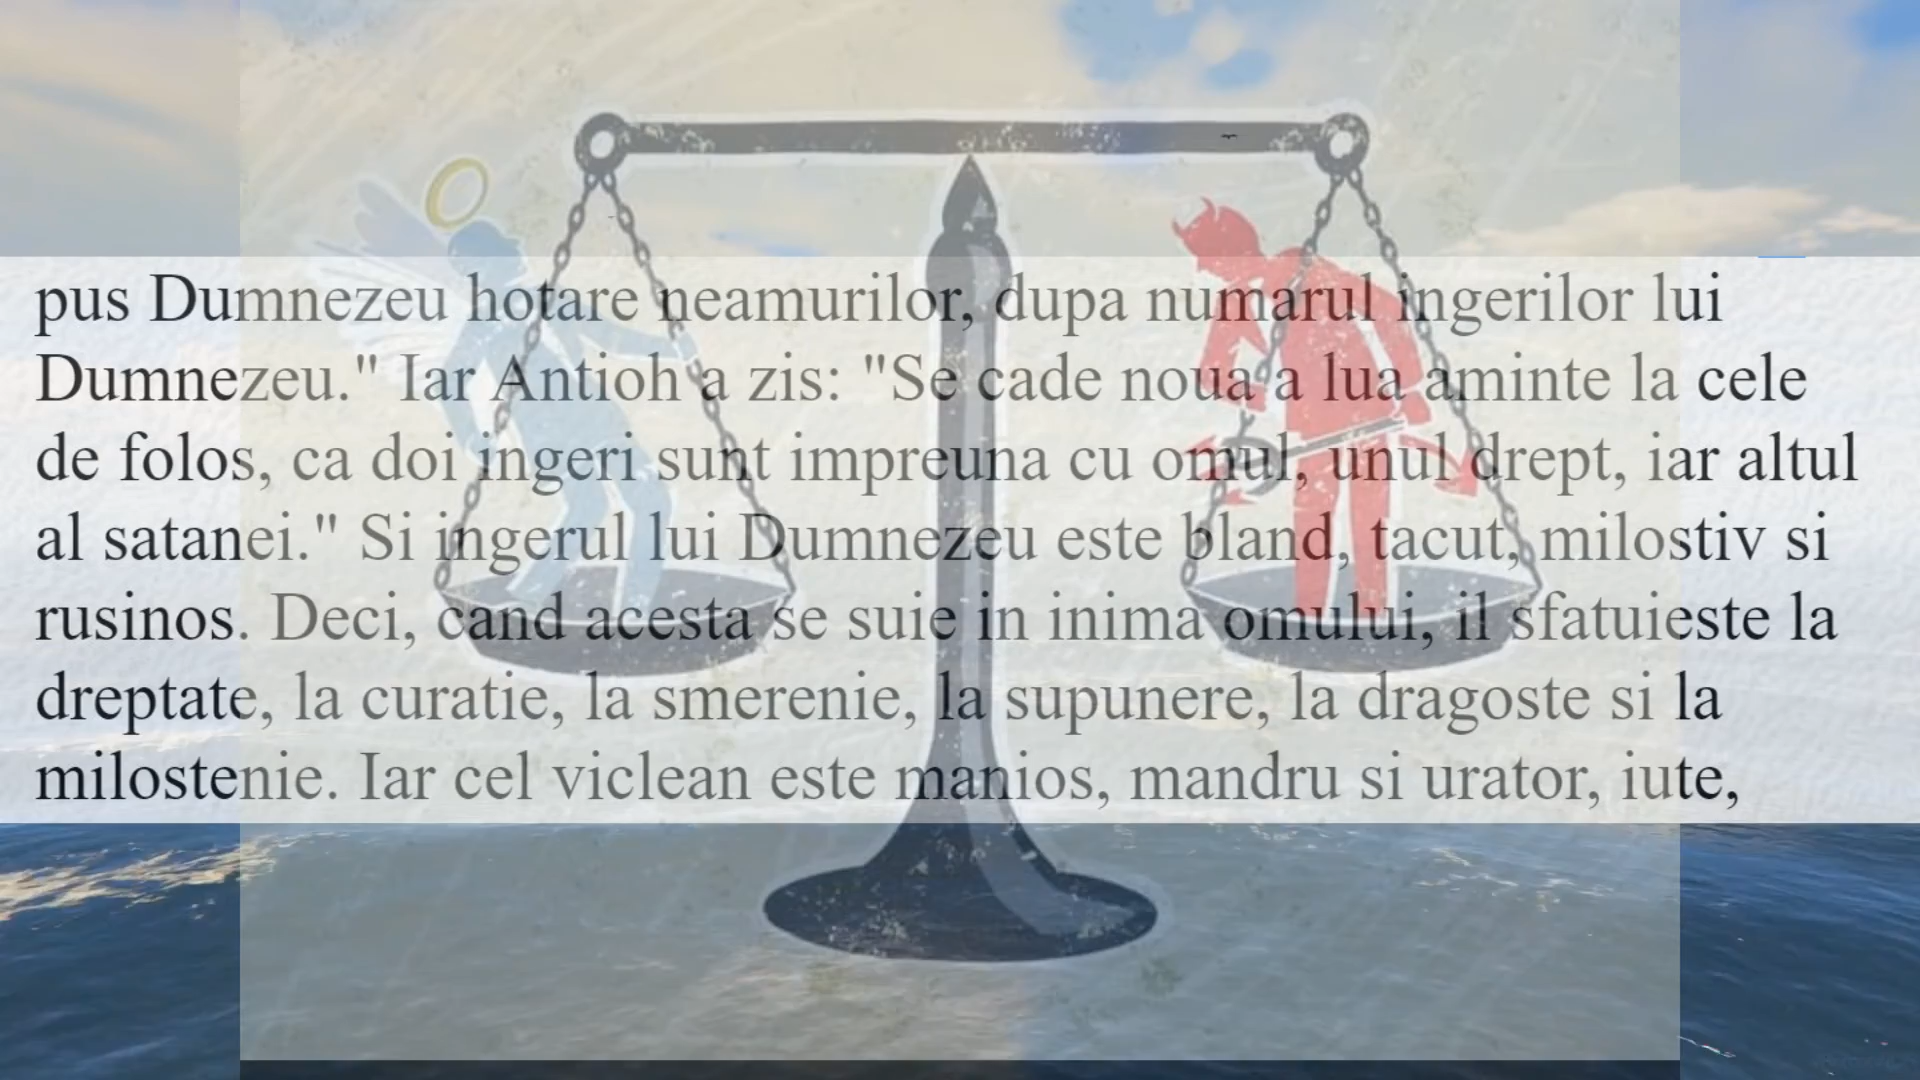 pus Dumnezeu hotare neamurilor, dupa numarul ingerilor lui
Dumnezeu." Iar Antioh a zis: "Se cade noua a lua aminte la cele
de folos, ca doi ingeri sunt impreuna cu omul, unul drept, iar altul
al satanei." Si ingerul lui Dumnezeu este bland, tacut, milostiv si
rusinos. Deci, cand acesta se suie in inima omului, il sfatuieste la
dreptate, la curatie, la smerenie, la supunere, la dragoste si la
milostenie. Iar cel viclean este manios, mandru si urator, iute,